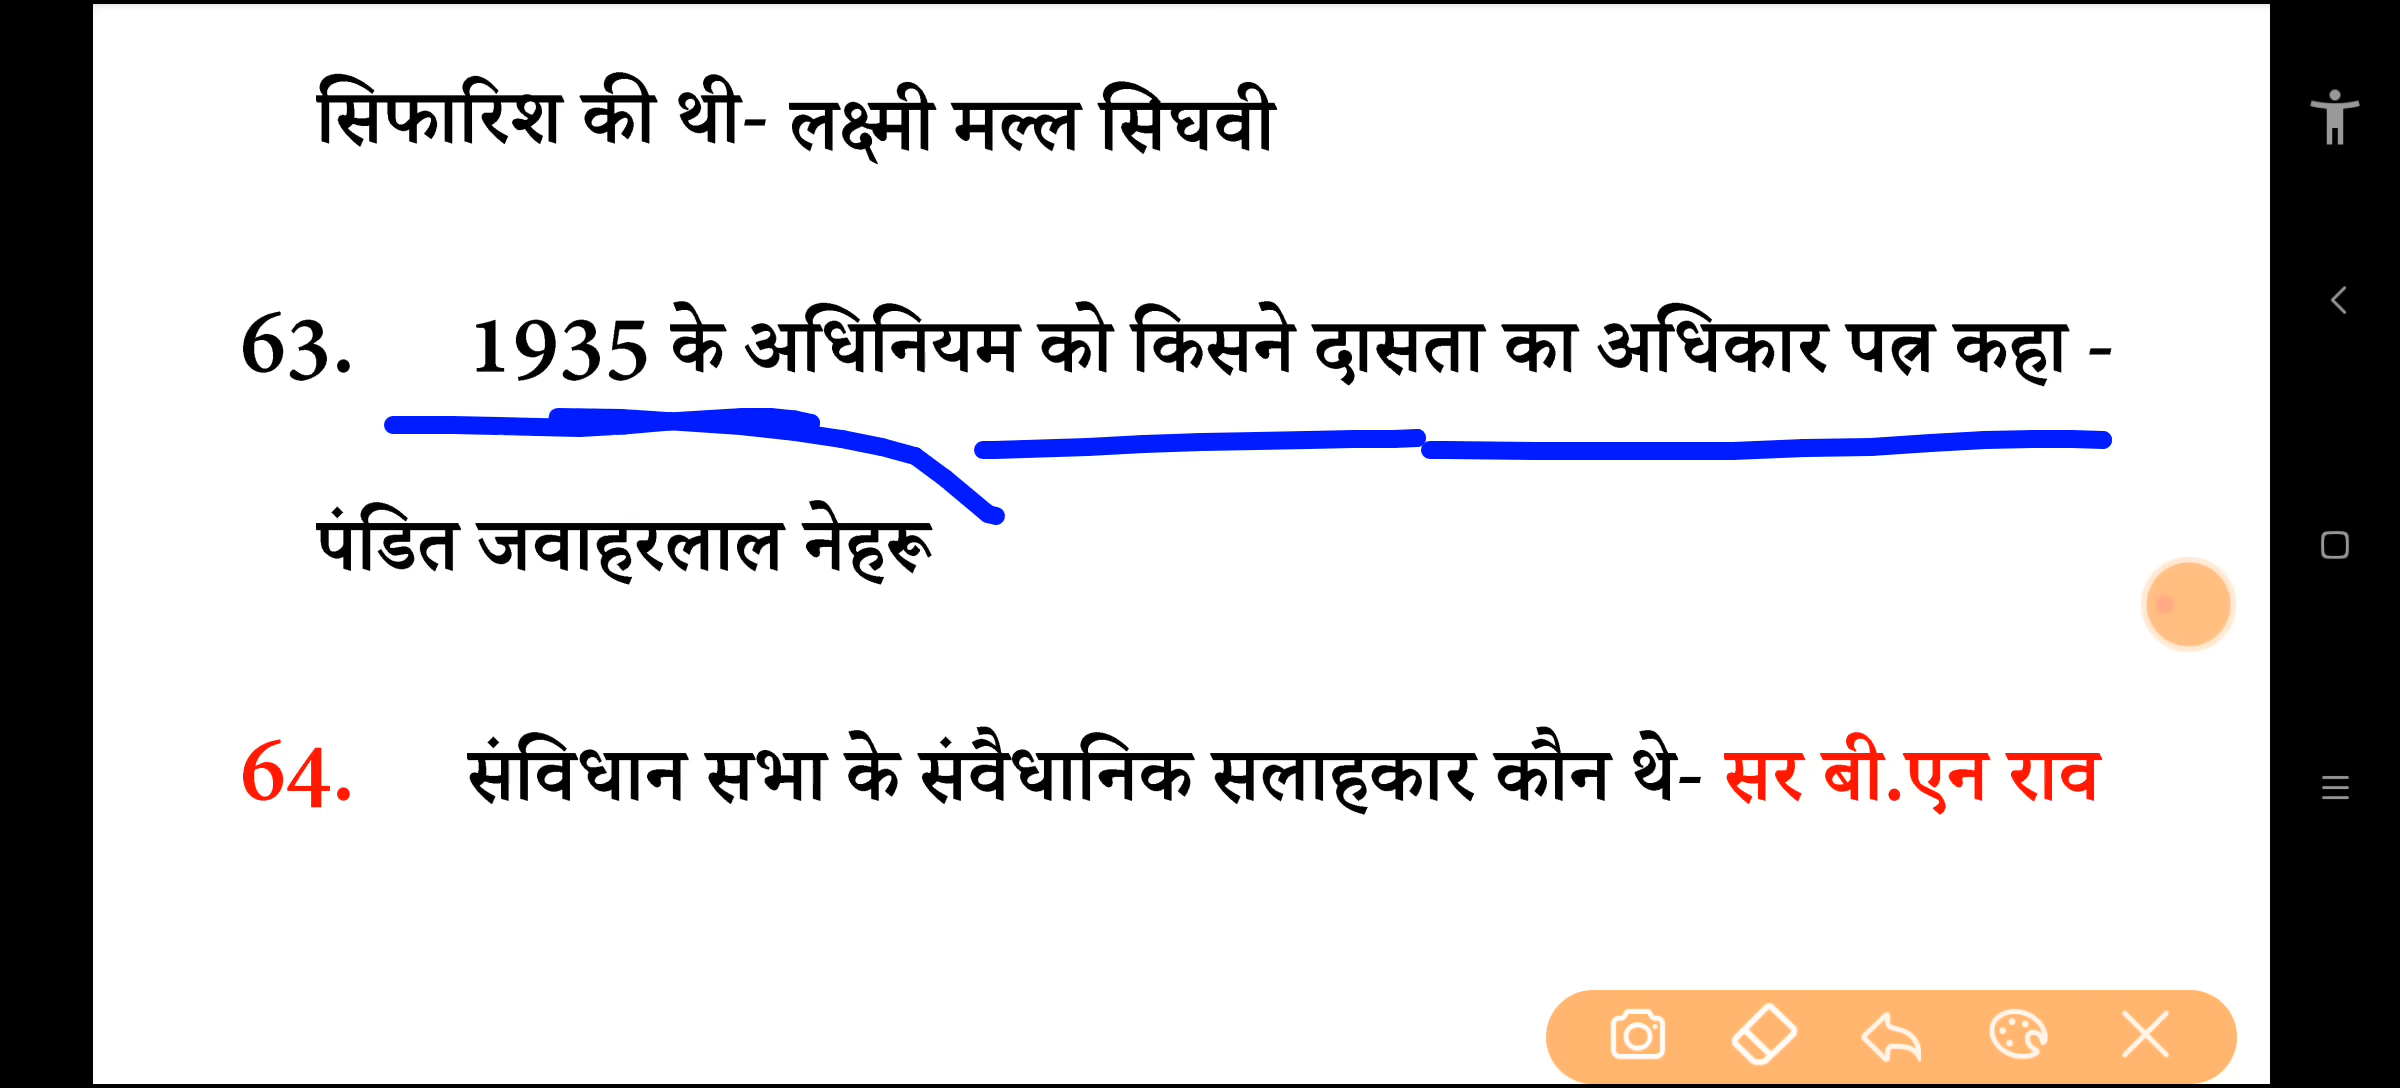 सिफारिश की थी- लक्ष्मी मल्ल सिघवी
63. 1935 के अधिनियम को किसने दासता का अधिकार पत्र कहा -
पंडित जवाहरलाल नेहरू
64. संविधान सभा के संवैधानिक सलाहकार कौन थे- सर बी.एन राव